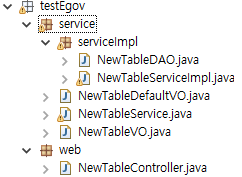 testEgov
service
serviceImpl
NewTableDAO.java
NewTableServiceImpl.java
NewTableDefaultVO.java
NewTableService.java
NewTableVO.java
web
NewTableController.java